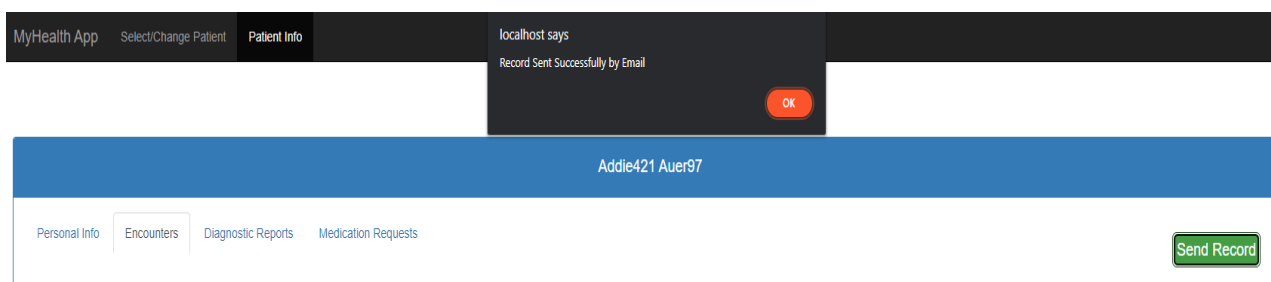 MyHealth App Select/Change Patient Patient Info
localhost says
Record Sent Successfully by Email
OK
Addie421 Auer97
Personal Info Encounters Diagnostic Reports Medication Requests
Send Record